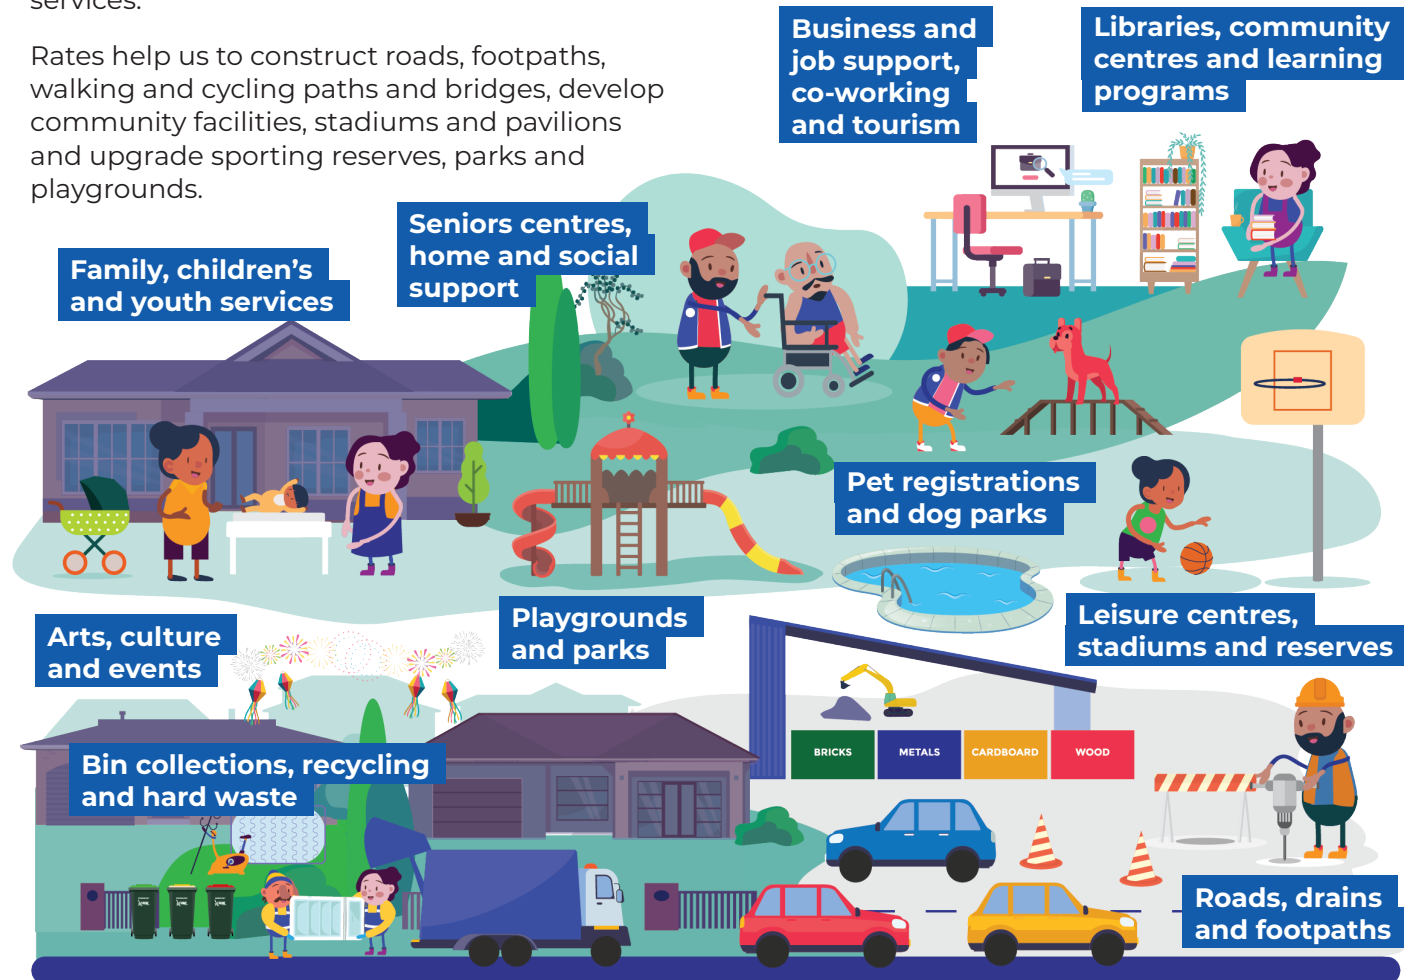 services.
Rates help us to construct roads, footpaths,
walking and cycling paths and bridges, develop
community facilities, stadiums and pavilions
and upgrade sporting reserves, parks and
playgrounds.
Business and
job support,
co-working
and tourism
Libraries, community
centres and learning
programs
Seniors centres,
home and social
support
Family, children’s
and youth services
Pet registrations
and dog parks
Playgrounds
and parks
Leisure centres,
stadiums and reserves
Arts, culture
and events
Bin collections, recycling
and hard waste
BRICKS
METALS
CARDBOARD
WOOD
Roads, drains
and footpaths